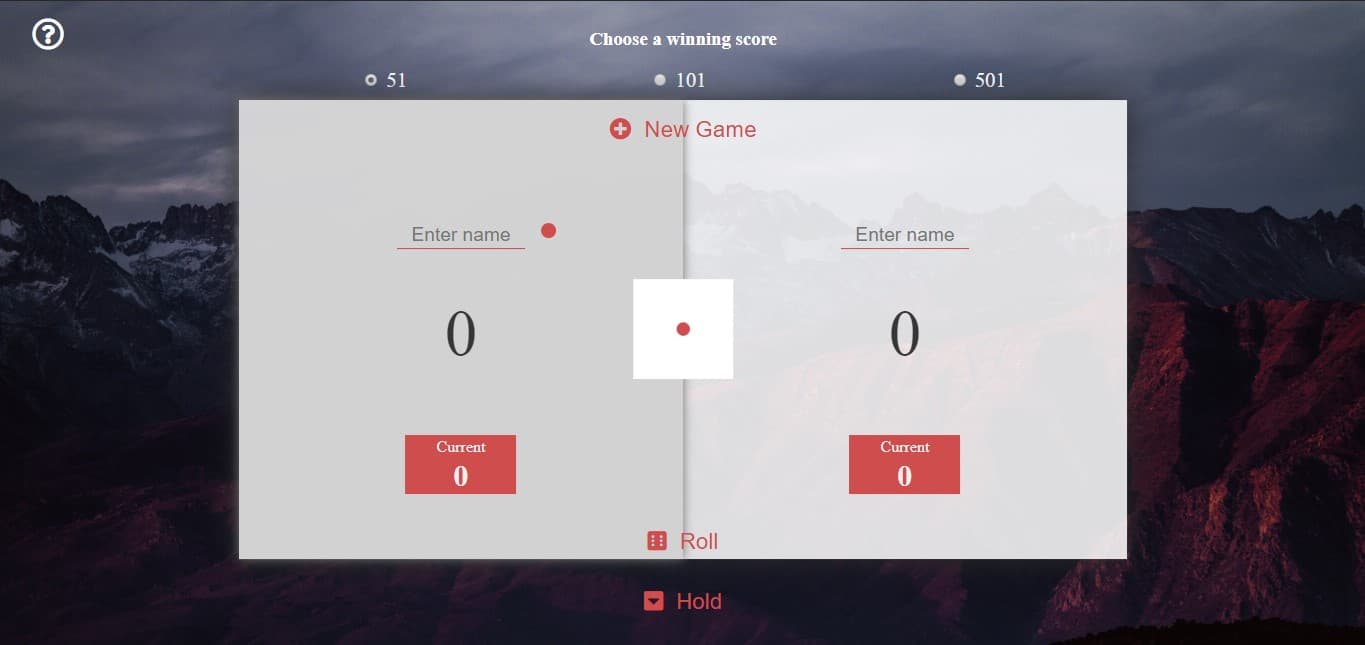 ?
Choose a winning score
51 101 501
New Game
Enter name Enter name
0 0
Current Current
0 0
Roll
Hold